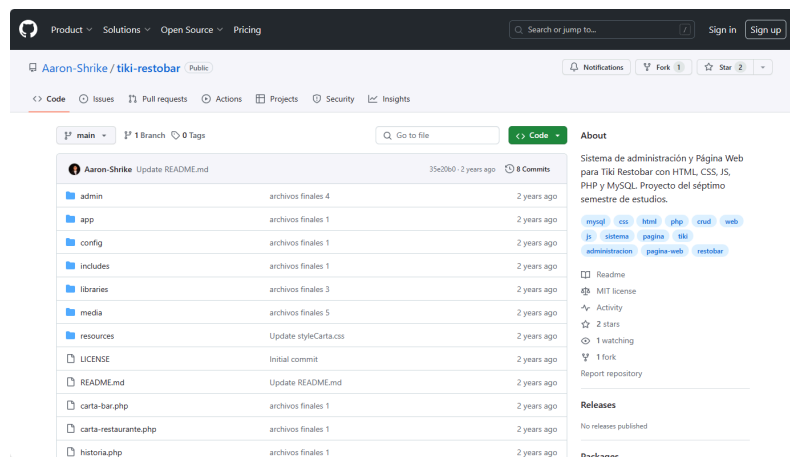 Product Solutions Open Source Pricing Search or jump to... / Sign in Sign up
Aaron-Shrike / tiki-restobar Public Notifications Fork 1 Star 2
Code Issues Pull requests Actions Projects Security Insights
main 1 Branch 0 Tags Go to file Code
Aaron-Shrike Update README.md 35e20b0 · 2 years ago 8 Commits
admin archivos finales 4 2 years ago
app archivos finales 1 2 years ago
config archivos finales 1 2 years ago
includes archivos finales 1 2 years ago
libraries archivos finales 3 2 years ago
media archivos finales 5 2 years ago
resources Update styleCarta.css 2 years ago
LICENSE Initial commit 2 years ago
README.md Update README.md 2 years ago
carta-bar.php archivos finales 1 2 years ago
carta-restaurante.php archivos finales 1 2 years ago
historia.php archivos finales 1 2 years ago
About
Sistema de administración y Página Web
para Tiki Restobar con HTML, CSS, JS,
PHP y MySQL. Proyecto del séptimo
semestre de estudios.
mysql css html php crud web
js sistema pagina tiki
administracion pagina-web restobar
Readme
MIT license
Activity
2 stars
1 watching
1 fork
Report repository
Releases
No releases published
Packages